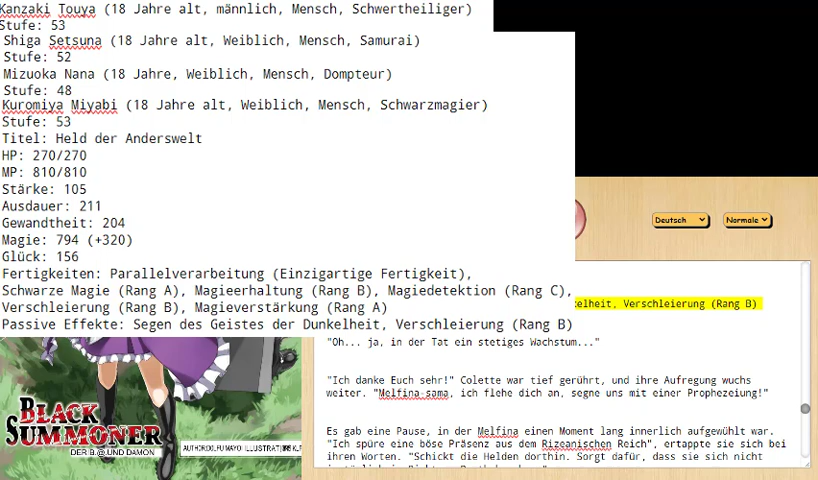 Kanzaki Touya (18 Jahre alt, männlich, Mensch, Schwertheiliger)
Stufe: 53
Shiga Setsuna (18 Jahre alt, Weiblich, Mensch, Samurai)
Stufe: 52
Mizuoka Nana (18 Jahre, Weiblich, Mensch, Dompteur)
Stufe: 48
Kuromiya Miyabi (18 Jahre alt, Weiblich, Mensch, Schwarzmagier)
Stufe: 53
Titel: Held der Anderswelt
HP: 270/270
MP: 810/810
Stärke: 105
Ausdauer: 211
Gewandtheit: 204
Magie: 794 (+320)
Glück: 156
Fertigkeiten: Parallelverarbeitung (Einzigartige Fertigkeit),
Schwarze Magie (Rang A), Magieerhaltung (Rang B), Magiedetektion (Rang C),
Verschleierung (Rang B), Magieverstärkung (Rang A)
Passive Effekte: Segen des Geistes der Dunkelheit, Verschleierung (Rang B)
Deutsch
Normale
kelheit, Verschleierung (Rang B)
"Oh... ja, in der Tat ein stetiges Wachstum..."
"Ich danke Euch sehr!" Colette war tief gerührt, und ihre Aufregung wuchs
weiter. "Melfina-sama, ich flehe dich an, segne uns mit einer Prophezeiung!"
Es gab eine Pause, in der Melfina einen Moment lang innerlich aufgewühlt war.
"Ich spüre eine böse Präsenz aus dem Rizeanischen Reich", ertappte sie sich bei
ihren Worten. "Schickt die Helden dorthin. Sorgt dafür, dass sie sich nicht
BLACK
SUMMONER
DER B.@.UND DAMON